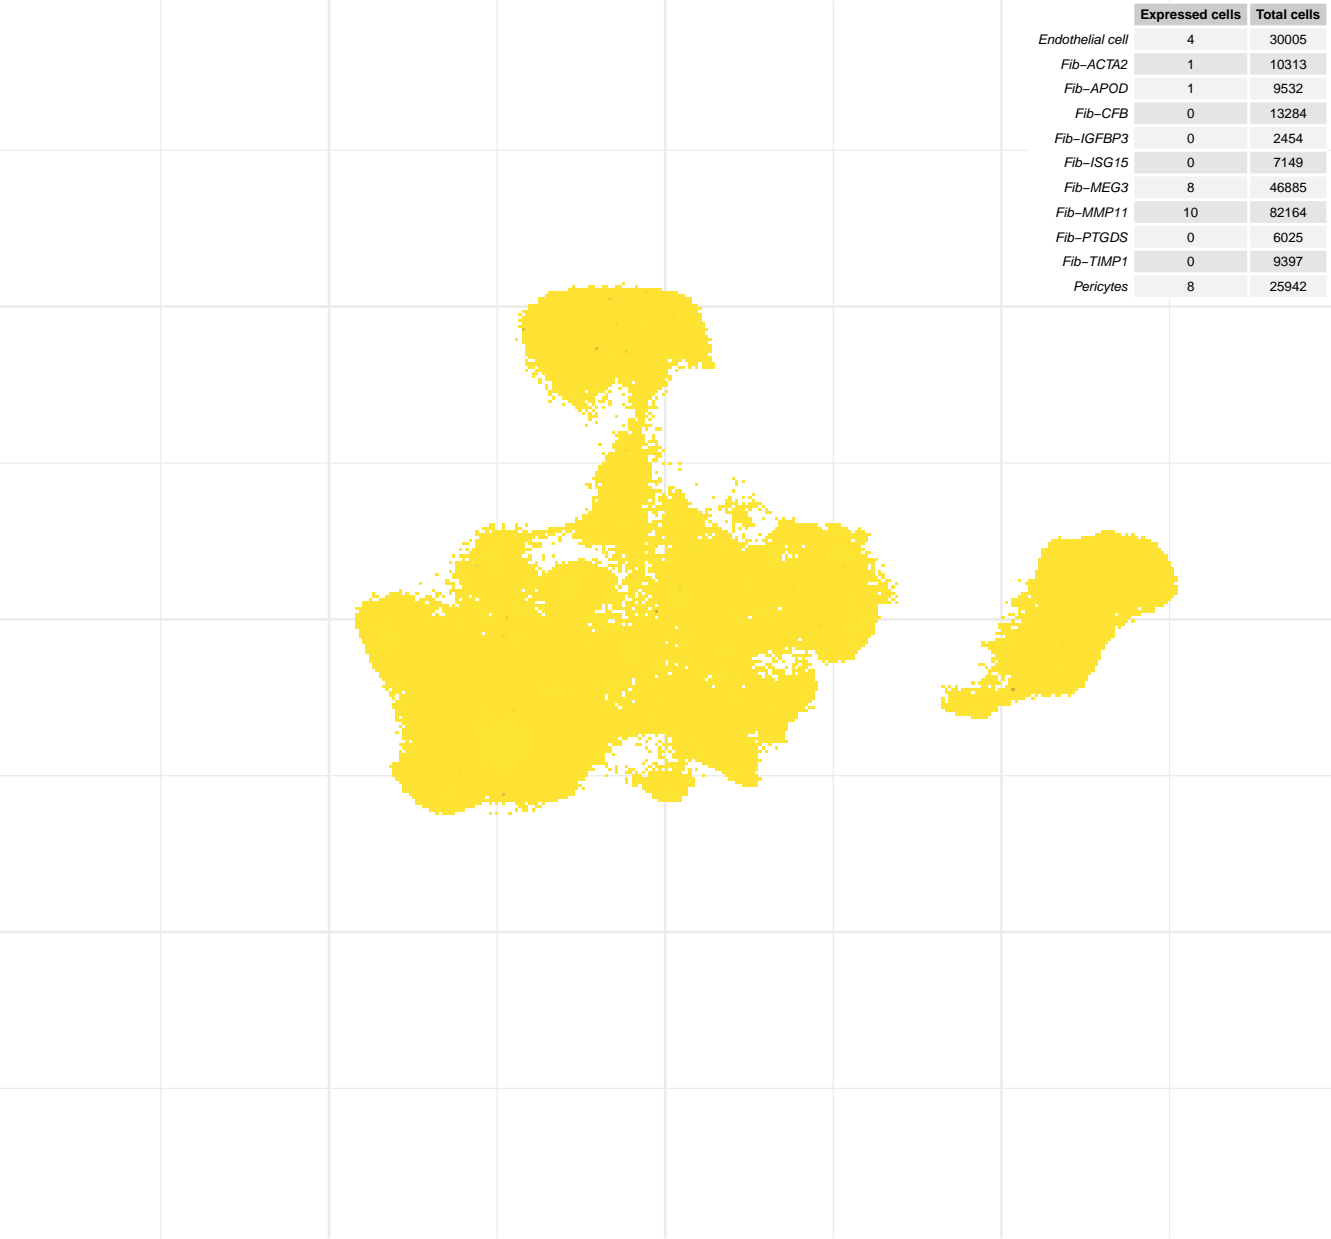 Expressed cells Total cells
Endothelial cell 4 30005
Fib−ACTA2 1 10313
Fib−APOD 1 9532
Fib−CFB 0 13284
Fib−IGFBP3 0 2454
Fib−ISG15 0 7149
Fib−MEG3 8 46885
Fib−MMP11 10 82164
Fib−PTGDS 0 6025
Fib−TIMP1 0 9397
Pericytes 8 25942